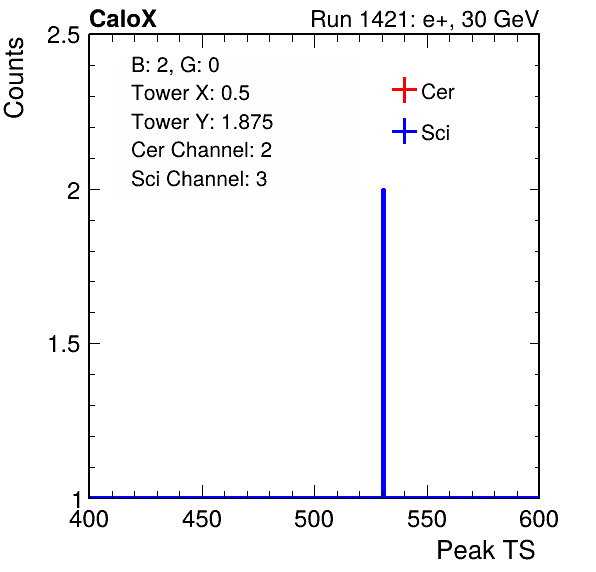 CaloX Run 1421: e+, 30 GeV
Counts
2.5
B: 2, G: 0
Tower X: 0.5
Tower Y: 1.875
Cer Channel: 2
Sci Channel: 3
Cer
Sci
2
1.5
1
400 450 500 550 600
Peak TS